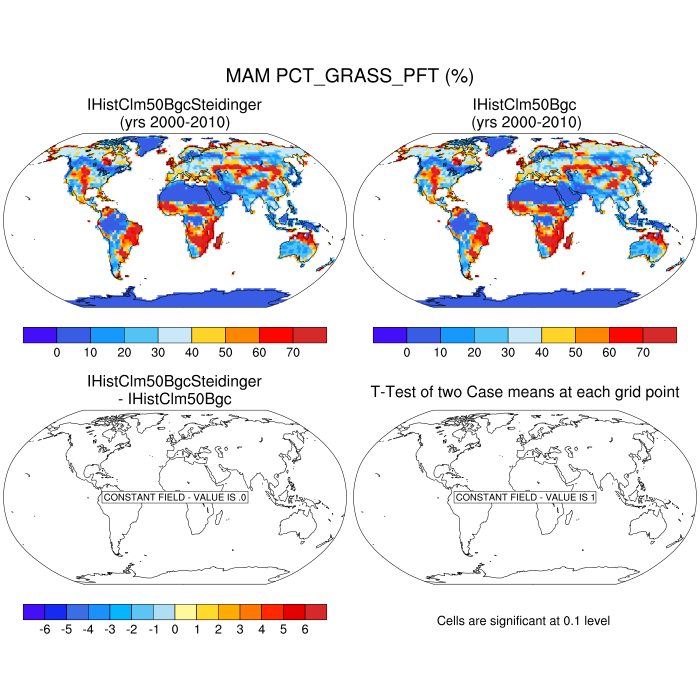 MAM PCT_GRASS_PFT (%)
IHistClm50BgcSteidinger
(yrs 2000-2010)
IHistClm50Bgc
(yrs 2000-2010)
0 10 20 30 40 50 60 70
0 10 20 30 40 50 60 70
IHistClm50BgcSteidinger
- IHistClm50Bgc
T-Test of two Case means at each grid point
CONSTANT FIELD - VALUE IS .0
CONSTANT FIELD - VALUE IS 1
-6 -5 -4 -3 -2 -1 0 1 2 3 4 5 6
Cells are significant at 0.1 level